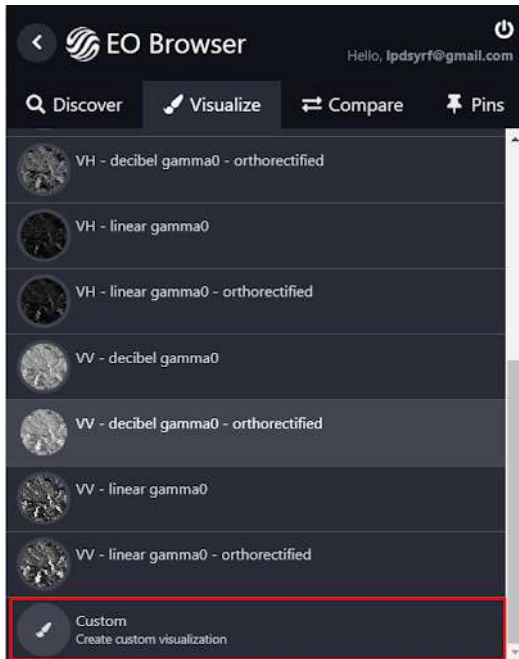 EO Browser
Hello, lpdsyrf@gmail.com
Discover Visualize Compare Pins
VH - decibel gamma0 - orthorectified
VH - linear gamma0
VH - linear gamma0 - orthorectified
VV - decibel gamma0
VV - decibel gamma0 - orthorectified
VV - linear gamma0
VV - linear gamma0 - orthorectified
Custom
Create custom visualization